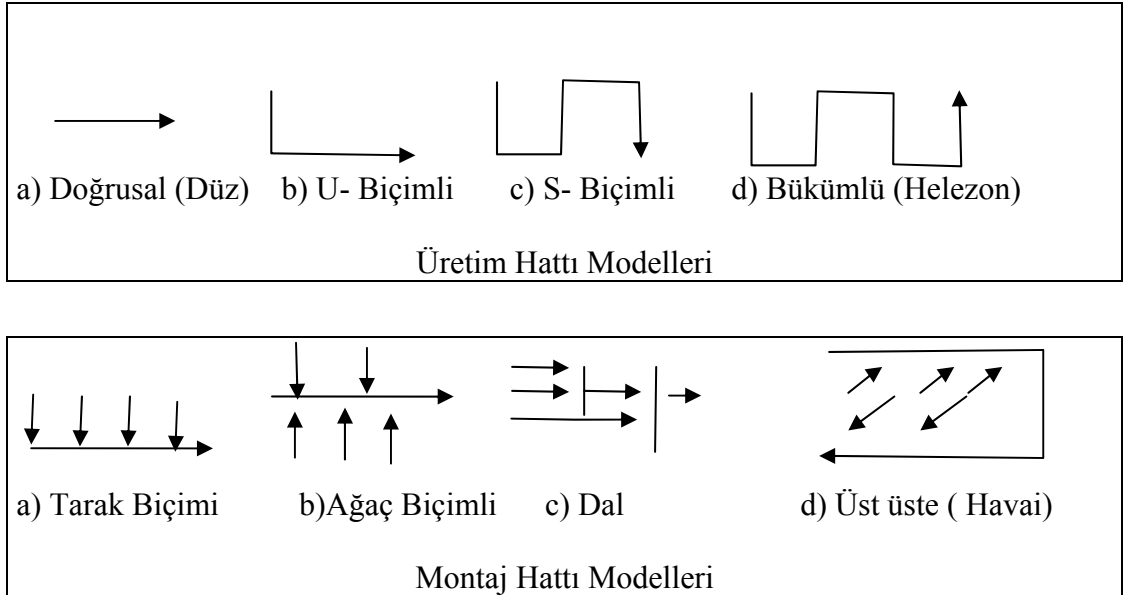 a) Doğrusal (Düz) b) U- Biçimli c) S- Biçimli d) Bükümlü (Helezon)
Üretim Hattı Modelleri
a) Tarak Biçimi b)Ağaç Biçimli c) Dal d) Üst üste ( Havai)
Montaj Hattı Modelleri